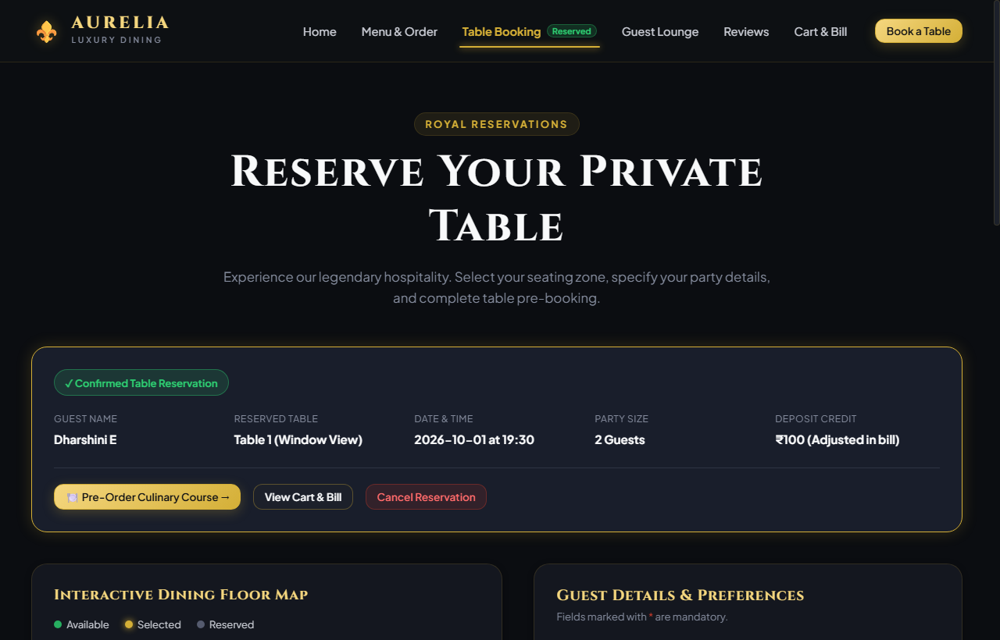 AURELIA
LUXURY DINING
Home
Menu & Order
Table Booking Reserved
Guest Lounge
Reviews
Cart & Bill
Book a Table
ROYAL RESERVATIONS
Reserve Your Private
Table
Experience our legendary hospitality. Select your seating zone, specify your party details,
and complete table pre-booking.
✓ Confirmed Table Reservation
GUEST NAME
Dharshini E
RESERVED TABLE
Table 1 (Window View)
DATE & TIME
2026-10-01 at 19:30
PARTY SIZE
2 Guests
DEPOSIT CREDIT
₹100 (Adjusted in bill)
🍽️ Pre-Order Culinary Course →
View Cart & Bill
Cancel Reservation
Interactive Dining Floor Map
Available
Selected
Reserved
Guest Details & Preferences
Fields marked with * are mandatory.